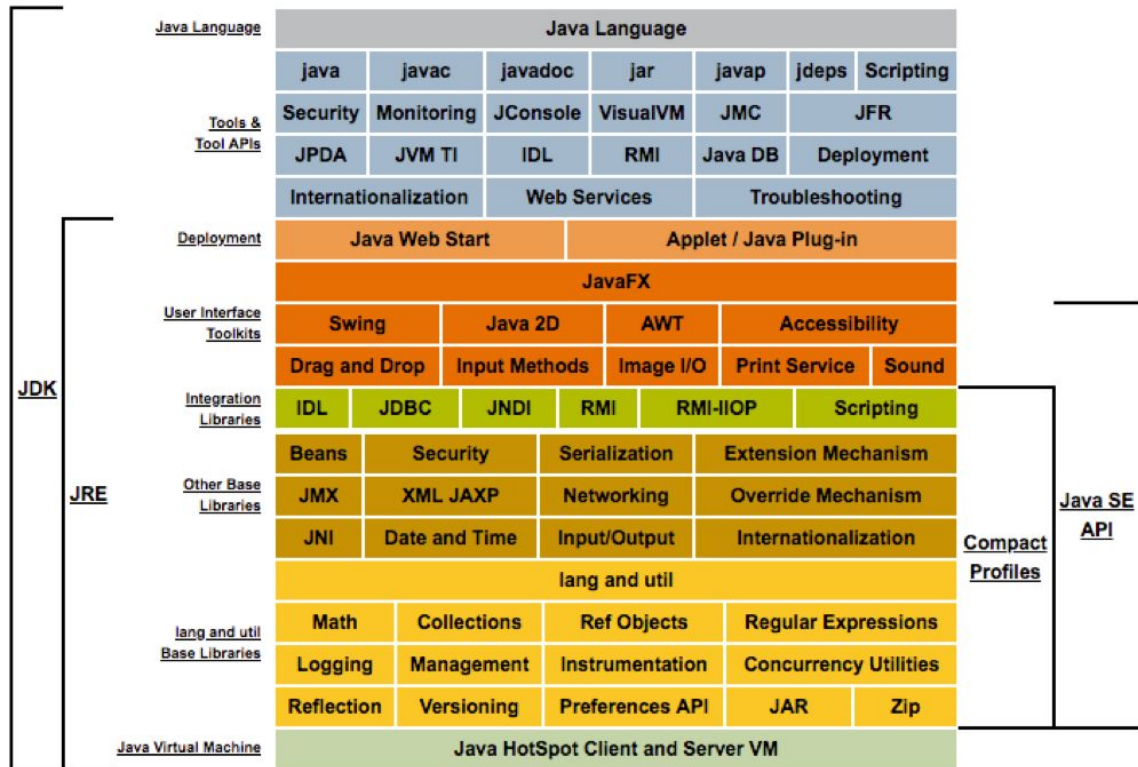 Java Language
Java Language
java javac javadoc jar javap jdeps Scripting
Tools &
Tool APIs
Security Monitoring JConsole VisualVM JMC JFR
JPDA JVM TI IDL RMI Java DB Deployment
Internationalization Web Services Troubleshooting
Deployment
Java Web Start Applet / Java Plug-in
JavaFX
User Interface
Toolkits
Swing Java 2D AWT Accessibility
Drag and Drop Input Methods Image I/O Print Service Sound
JDK
Integration
Libraries
IDL JDBC JNDI RMI RMI-IIOP Scripting
JRE
Other Base
Libraries
Beans Security Serialization Extension Mechanism
JMX XML JAXP Networking Override Mechanism
JNI Date and Time Input/Output Internationalization
Java SE
API
Compact
Profiles
lang and util
lang and util
Base Libraries
Math Collections Ref Objects Regular Expressions
Logging Management Instrumentation Concurrency Utilities
Reflection Versioning Preferences API JAR Zip
Java Virtual Machine
Java HotSpot Client and Server VM